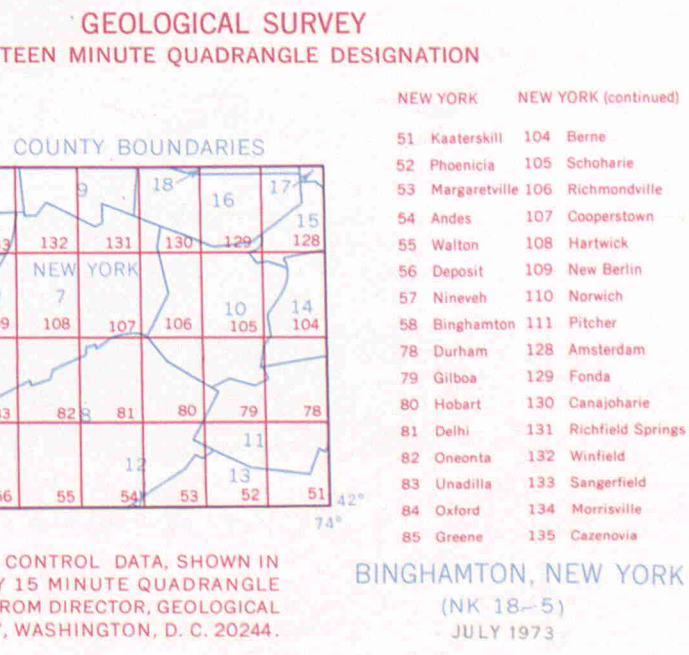 GEOLOGICAL SURVEY
TEEN MINUTE QUADRANGLE DESIGNATION
COUNTY BOUNDARIES
9 18 16 17 15
3 132 131 130 129 128
NEW YORK
7 10 14
9 108 107 106 105 104
33 82 8 81 80 79 78
11
12 13
56 55 54 53 52 51 42°
74°
NEW YORK NEW YORK (continued)
51 Kaaterskill 104 Berne
52 Phoenicia 105 Schoharie
53 Margaretville 106 Richmondville
54 Andes 107 Cooperstown
55 Walton 108 Hartwick
56 Deposit 109 New Berlin
57 Nineveh 110 Norwich
58 Binghamton 111 Pitcher
78 Durham 128 Amsterdam
79 Gilboa 129 Fonda
80 Hobart 130 Canajoharie
81 Delhi 131 Richfield Springs
82 Oneonta 132 Winfield
83 Unadilla 133 Sangerfield
84 Oxford 134 Morrisville
85 Greene 135 Cazenovia
CONTROL DATA, SHOWN IN
Y 15 MINUTE QUADRANGLE
FROM DIRECTOR, GEOLOGICAL
, WASHINGTON, D. C. 20244.
BINGHAMTON, NEW YORK
(NK 18-5)
JULY 1973